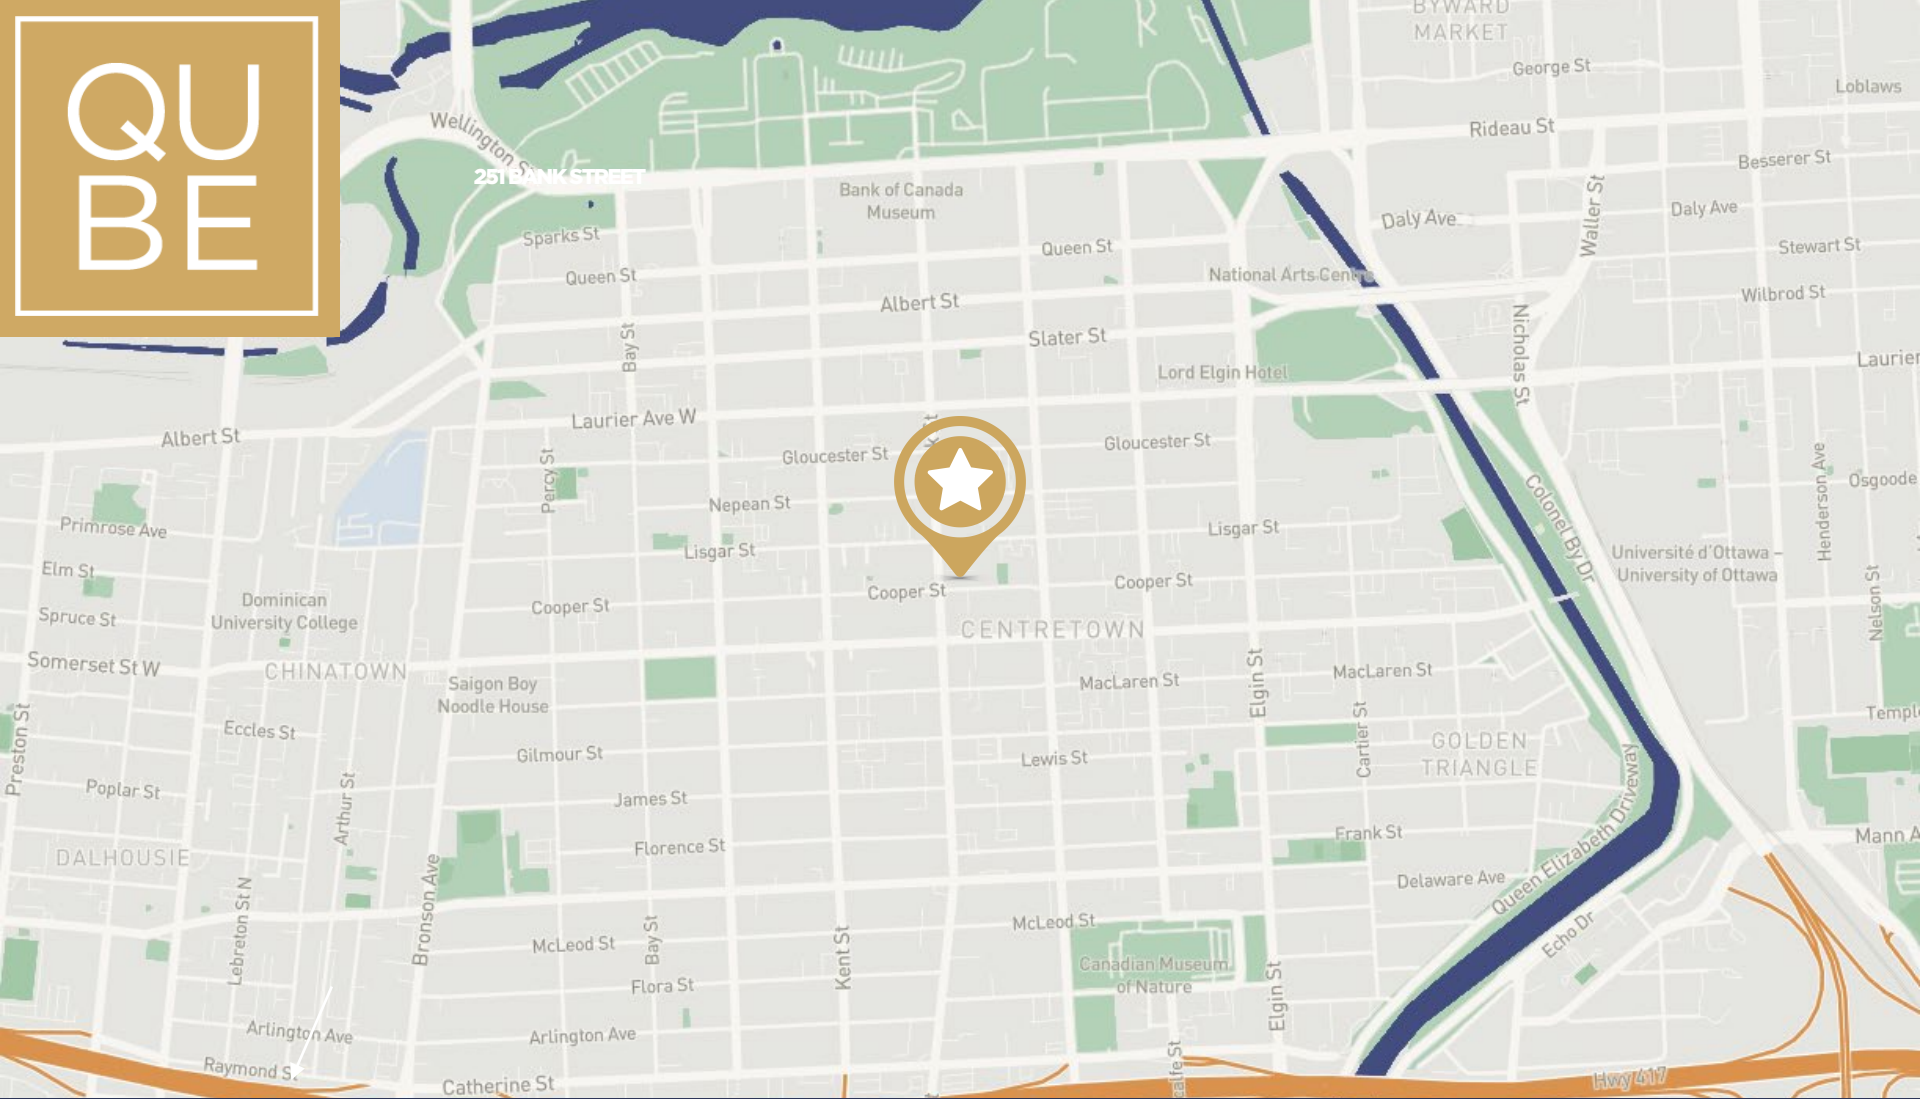 QU
BE
BYWARD
MARKET
George St
Loblaws
Rideau St
Besserer St
Wellington St
251 BANK STREET
Bank of Canada
Museum
Waller St
Daly Ave
Daly Ave
Sparks St
Queen St
Stewart St
Queen St
National Arts Centre
Albert St
Wilbrod St
Bay St
Slater St
Nicholas St
Laurier
Lord Elgin Hotel
Laurier Ave W
Albert St
Gloucester St
Gloucester St
Percy St
Nepean St
Colonel By Dr
Henderson Ave
Osgoode
Primrose Ave
Lisgar St
Lisgar St
Université d'Ottawa –
University of Ottawa
Elm St
Cooper St
Cooper St
Cooper St
Dominican
University College
Nelson St
Spruce St
CENTRETOWN
Somerset St W
CHINATOWN
MacLaren St
MacLaren St
Elgin St
Saigon Boy
Noodle House
Preston St
Eccles St
Cartier St
Temple
GOLDEN
TRIANGLE
Gilmour St
Lewis St
Poplar St
Arthur St
James St
Queen Elizabeth Driveway
Frank St
Mann A
Florence St
DALHOUSIE
Delaware Ave
Bronson Ave
Lebreton St N
McLeod St
McLeod St
Bay St
Kent St
Echo Dr
Canadian Museum
of Nature
Flora St
Elgin St
Arlington Ave
Arlington Ave
Raymond St
Catherine St
Hwy 417